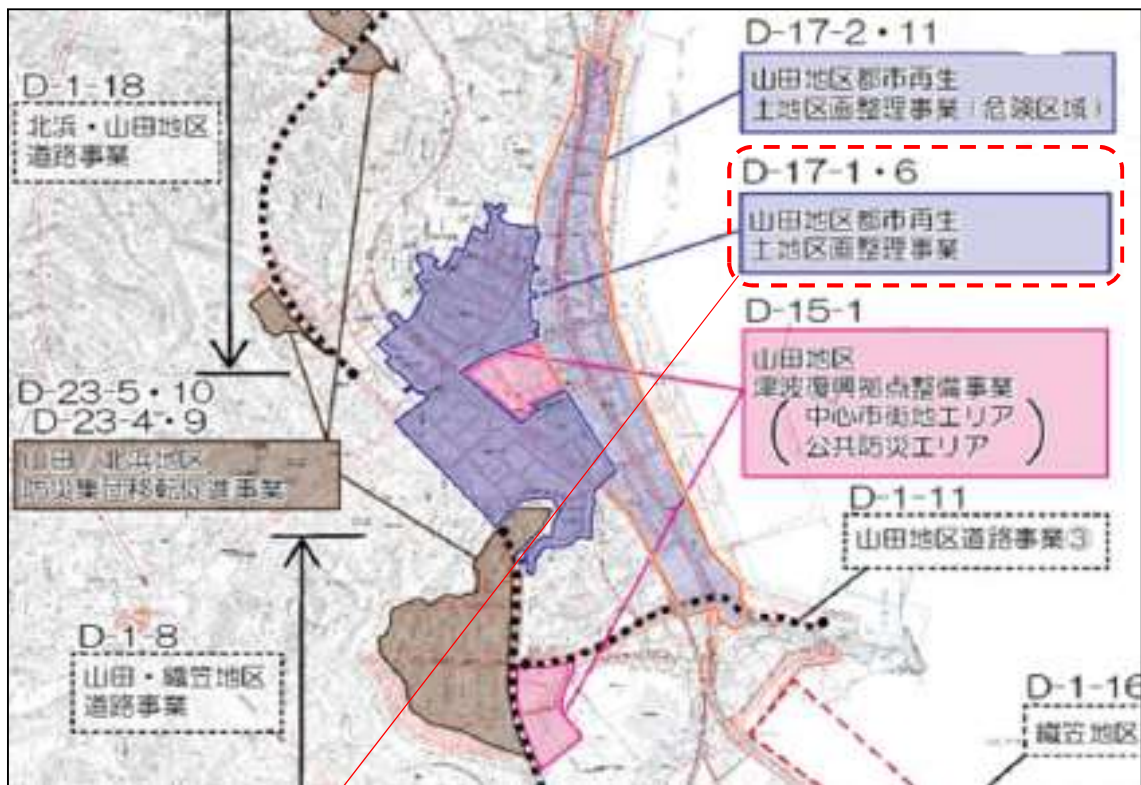 D-17-2・11
山田地区都市再生
土地区画整理事業（危険区域）
D-1-18
北浜・山田地区
道路事業
D-17-1・6
山田地区都市再生
土地区画整理事業
D-15-1
山田地区
津波復興拠点整備事業
（中心市街地エリア
公共防災エリア）
D-23-5・10
/D-23-4・9
山田／北浜地区
防災集団移転促進事業
D-1-11
山田地区道路事業③
D-1-8
山田・織笠地区
道路事業
D-1-16
織笠地区